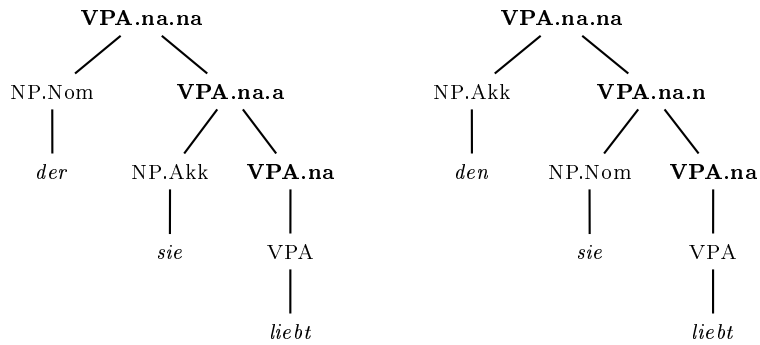 VPA.na.na VPA.na.na
NP.Nom VPA.na.a NP.Akk VPA.na.n
der NP.Akk VPA.na den NP.Nom VPA.na
sie VPA sie VPA
liebt liebt